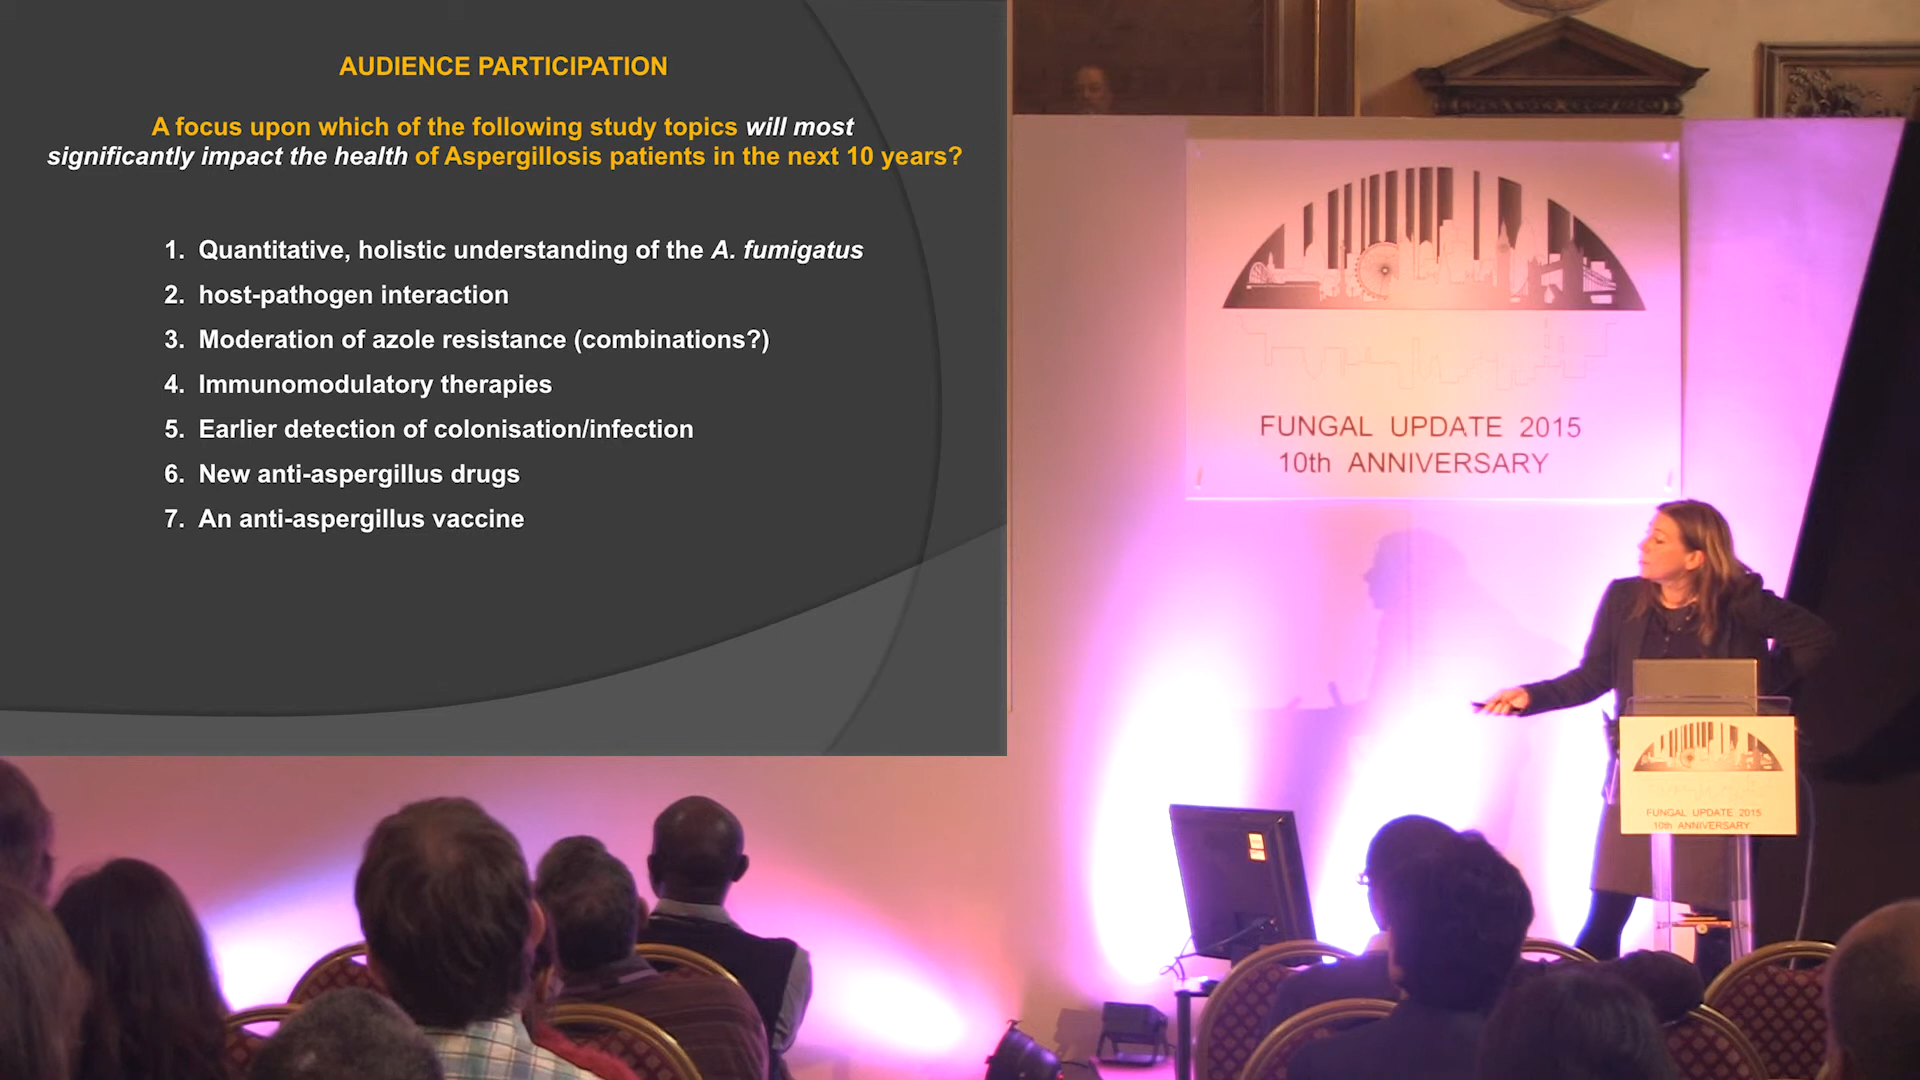 AUDIENCE PARTICIPATION
A focus upon which of the following study topics will most
significantly impact the health of Aspergillosis patients in the next 10 years?
1. Quantitative, holistic understanding of the A. fumigatus
2. host-pathogen interaction
3. Moderation of azole resistance (combinations?)
4. Immunomodulatory therapies
5. Earlier detection of colonisation/infection
6. New anti-aspergillus drugs
7. An anti-aspergillus vaccine
FUNGAL UPDATE 2015
10th ANNIVERSARY
FUNGAL UPDATE 2015
10th ANNIVERSARY